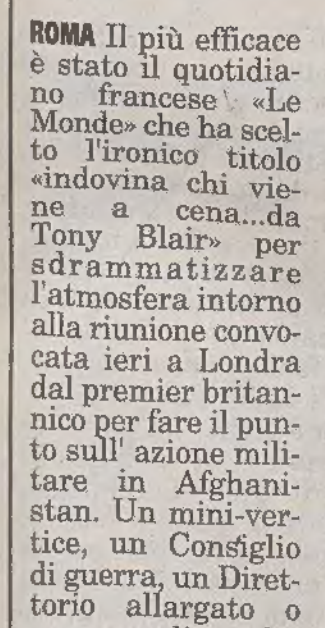 ROMA Il più efficace
è stato il quotidia-
no francese «Le
Monde» che ha scel-
to l'ironico titolo
«indovina chi vie-
ne a cena...da
Tony Blair» per
sdrammatizzare
l'atmosfera intorno
alla riunione convo-
cata ieri a Londra
dal premier britan-
nico per fare il pun-
to sull' azione mili-
tare in Afghani-
stan. Un mini-ver-
tice, un Consiglio
di guerra, un Diret-
torio allargato o